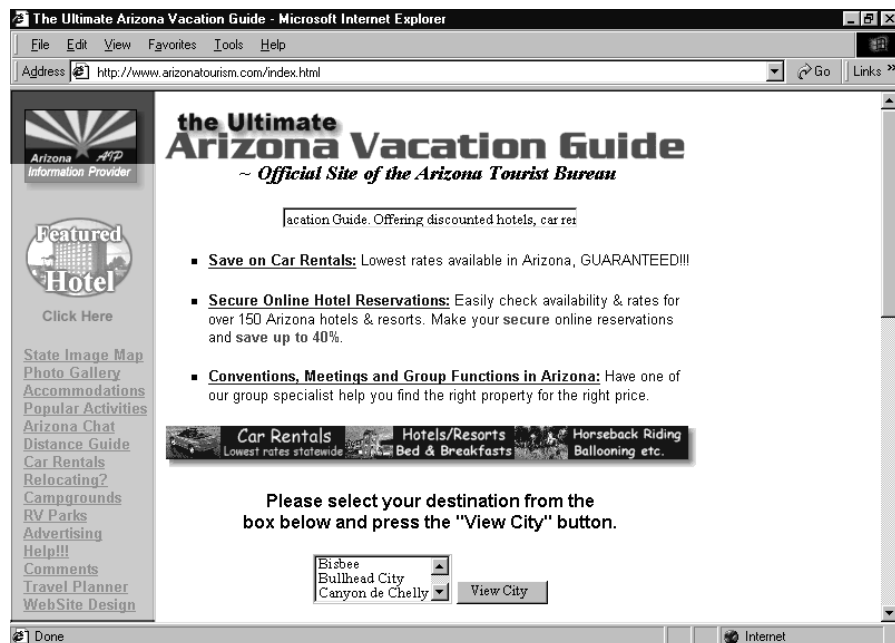 The Ultimate Arizona Vacation Guide - Microsoft Internet Explorer
File Edit View Favorites Tools Help
Address http://www.arizonatourism.com/index.html Go Links »
Arizona AIP
Information Provider
Featured
Hotel
Click Here
State Image Map
Photo Gallery
Accommodations
Popular Activities
Arizona Chat
Distance Guide
Car Rentals
Relocating?
Campgrounds
RV Parks
Advertising
Help!!!
Comments
Travel Planner
WebSite Design
the Ultimate
Arizona Vacation Guide
~ Official Site of the Arizona Tourist Bureau
acation Guide. Offering discounted hotels, car rer
Save on Car Rentals: Lowest rates available in Arizona, GUARANTEED!!!
Secure Online Hotel Reservations: Easily check availability & rates for
over 150 Arizona hotels & resorts. Make your secure online reservations
and save up to 40%.
Conventions, Meetings and Group Functions in Arizona: Have one of
our group specialist help you find the right property for the right price.
Car Rentals
Lowest rates statewide
Hotels/Resorts
Bed & Breakfasts
Horseback Riding
Ballooning etc.
Please select your destination from the
box below and press the "View City" button.
Bisbee
Bullhead City
Canyon de Chelly
View City
Done Internet